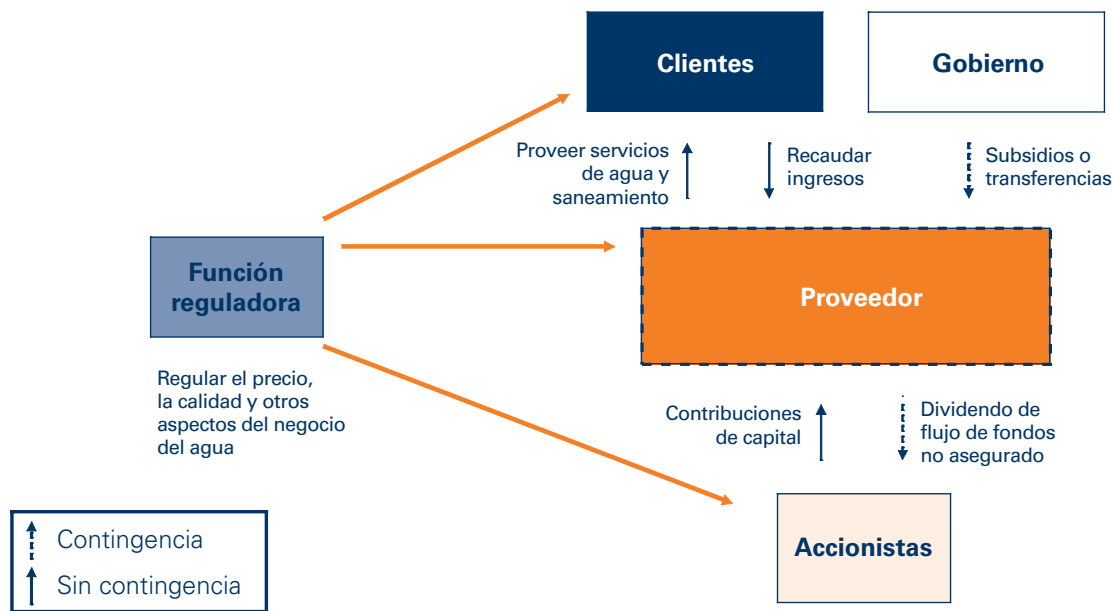 Clientes
Gobierno
Proveer servicios
de agua y
saneamiento
Recaudar
ingresos
Subsidios o
transferencias
Función
reguladora
Proveedor
Regular el precio,
la calidad y otros
aspectos del negocio
del agua
Contribuciones
de capital
Dividendo de
flujo de fondos
no asegurado
Accionistas
Contingencia
Sin contingencia